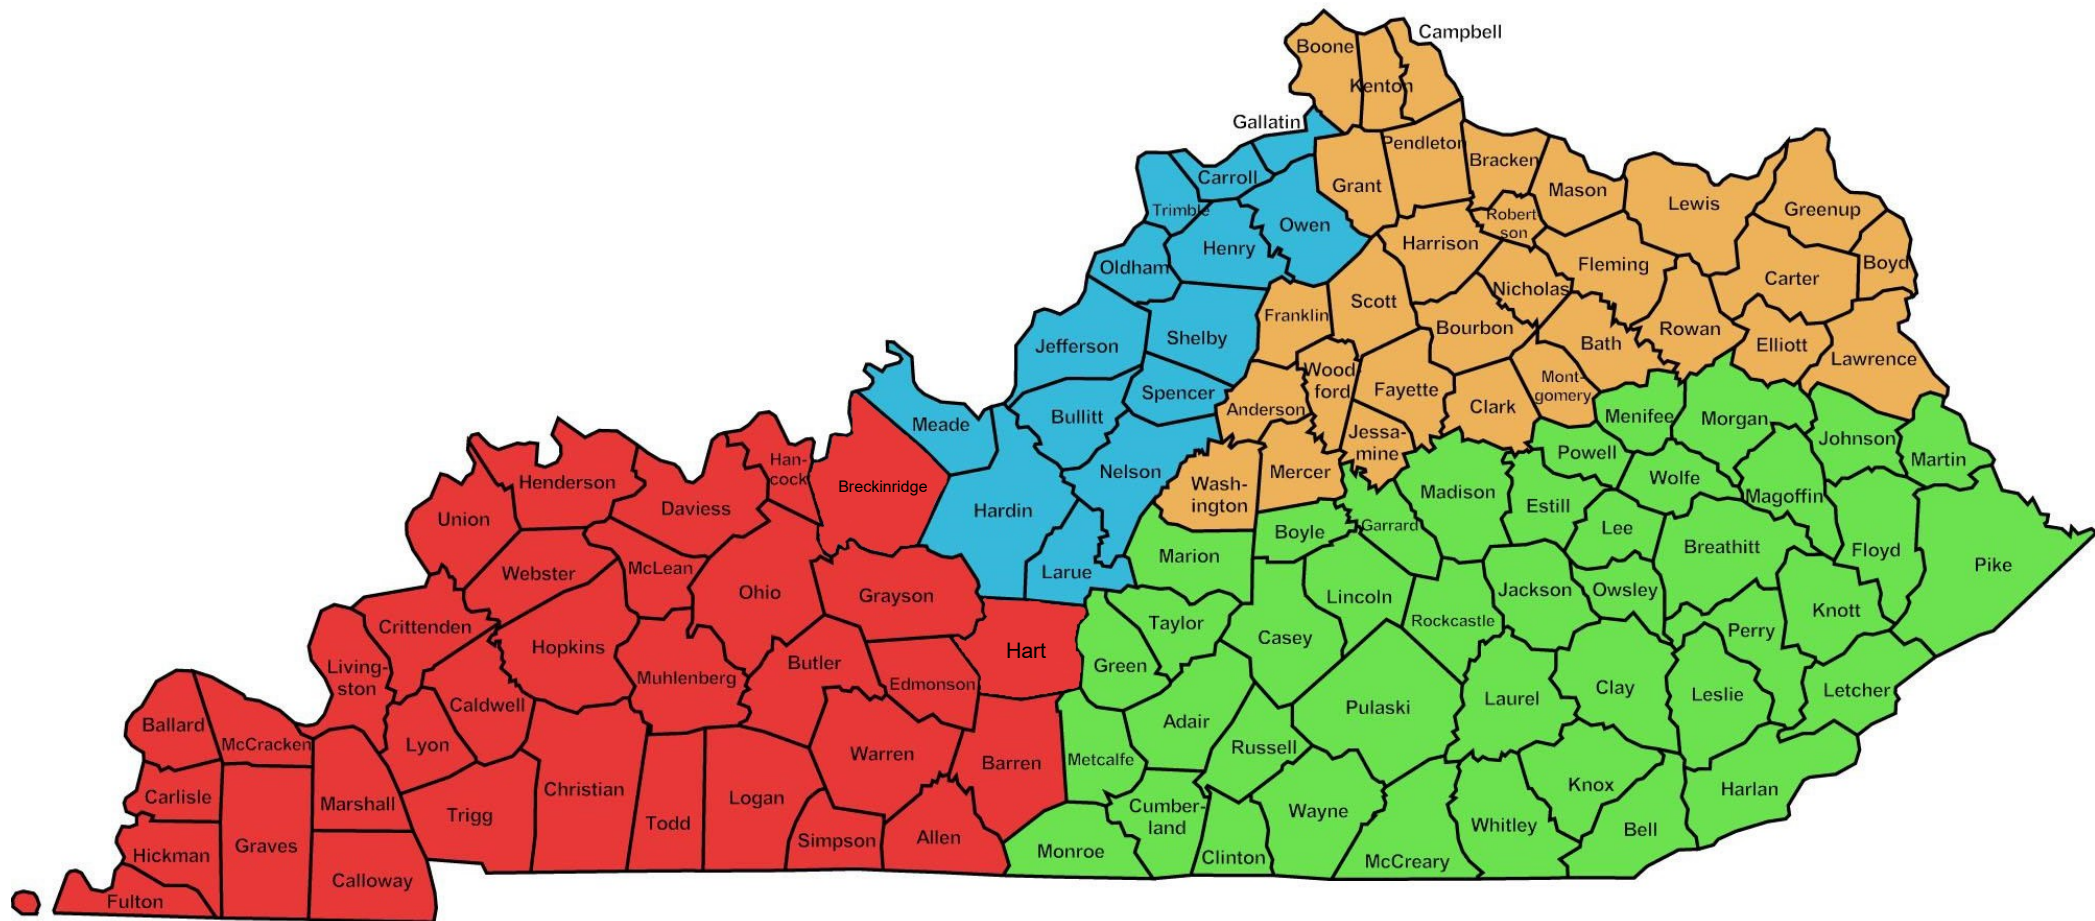 Campbell
Boone
Kenton
Gallatin
Pendleton
Bracken
Carroll
Grant
Mason
Lewis
Greenup
Trimble
Robert
son
Owen
Harrison
Henry
Oldham
Fleming
Boyd
Carter
Nicholas
Scott
Franklin
Bourbon
Rowan
Shelby
Jefferson
Bath
Elliott
Lawrence
Wood
ford
Fayette
Mont-
gomery
Spencer
Clark
Anderson
Bullitt
Meade
Menifee
Morgan
Johnson
Jessa-
mine
Powell
Martin
Nelson
Mercer
Han-
cock
Wash-
ington
Breckinridge
Henderson
Madison
Wolfe
Magoffin
Daviess
Hardin
Union
Estill
Garrard
Lee
Boyle
Breathitt
Floyd
Marion
Pike
Larue
McLean
Webster
Ohio
Grayson
Jackson
Owsley
Lincoln
Knott
Rockcastle
Taylor
Crittenden
Casey
Perry
Hopkins
Hart
Butler
Green
Living-
ston
Muhlenberg
Edmonson
Clay
Letcher
Leslie
Laurel
Caldwell
Pulaski
Adair
Ballard
McCracken
Lyon
Russell
Warren
Metcalfe
Barren
Knox
Christian
Harlan
Carlisle
Marshall
Logan
Cumber-
land
Wayne
Trigg
Todd
Whitley
Bell
Simpson
Allen
Graves
Hickman
Monroe
Clinton
McCreary
Calloway
Fulton